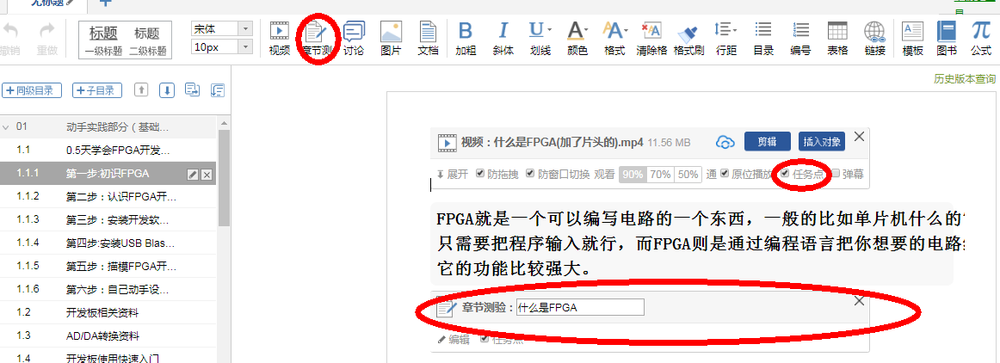 无标题
撤销 重做
标题 标题
一级标题 二级标题
宋体
10px
视频 章节测 讨论 图片 文档 加粗 斜体 划线 颜色 格式 清除格 格式刷 行距 目录 编号 表格 链接 模板 图书 公式
历史版本查询
+同级目录 +子目录
01 动手实践部分（基础...
1.1 0.5天学会FPGA开发...
1.1.1 第一步:初识FPGA
1.1.2 第二步：认识FPGA开...
1.1.3 第三步：安装开发软...
1.1.4 第四步:安装USB Blas...
1.1.5 第五步：描模FPGA开...
1.1.6 第六步：自己动手设...
1.2 开发板相关资料
1.3 AD/DA转换资料
1.4 开发板使用快速入门
视频：什么是FPGA(加了片头的).mp4 11.56 MB 剪辑 插入对象
展开 防拖拽 防窗口切换 观看 90% 70% 50% 通 原位播放 任务点 弹幕
FPGA就是一个可以编写电路的一个东西，一般的比如单片机什么的
只需要把程序输入就行，而FPGA则是通过编程语言把你想要的电路
它的功能比较强大。
章节测验：什么是FPGA
编辑 任务点